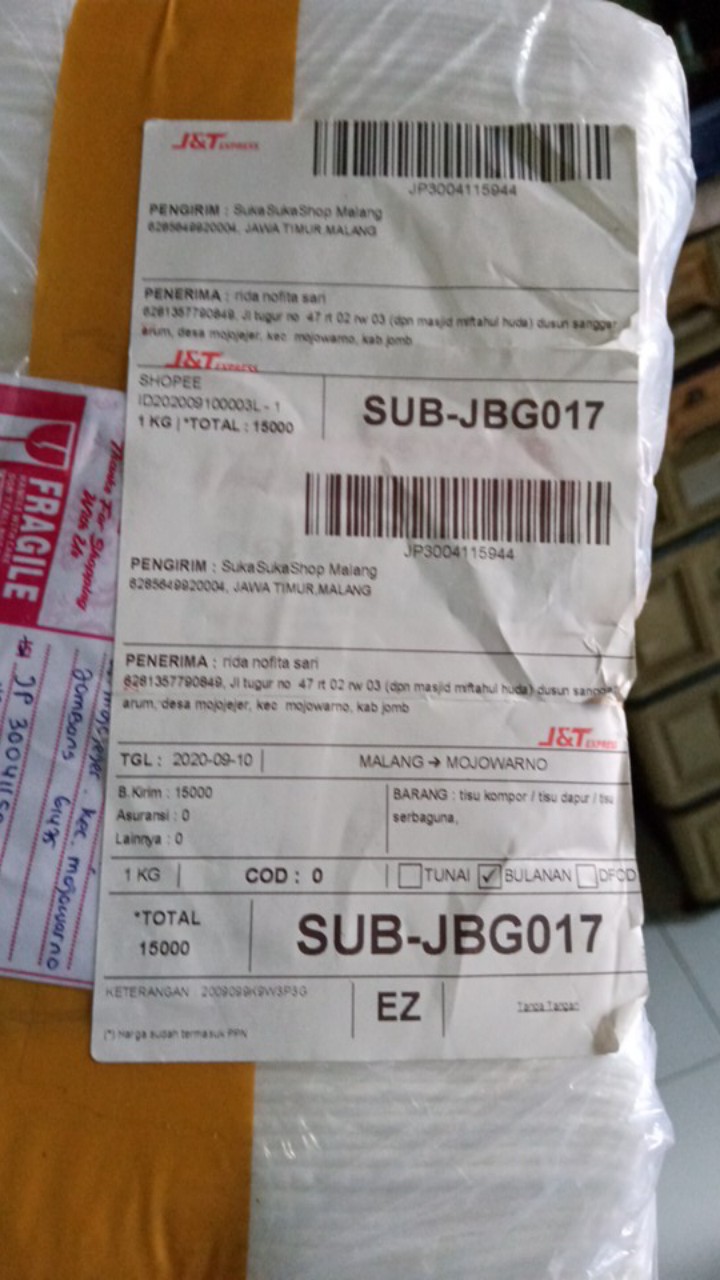 J&T EXPRESS
JP3004115944
PENGIRIM : SukaSukaShop Malang
6285649920004, JAWA TIMUR,MALANG
PENERIMA : rida nofita sari
6281357790849, Jl tugur no 47 rt 02 rw 03 (dpn masjid miftahul huda) dusun sanggar
arum, desa mojojejer, kec mojowarno, kab jomb
J&T EXPRESS
SHOPEE
ID202009100003L - 1
1 KG | *TOTAL : 15000
SUB-JBG017
JP3004115944
PENGIRIM : SukaSukaShop Malang
6285649920004, JAWA TIMUR,MALANG
PENERIMA : rida nofita sari
6281357790849, Jl tugur no 47 rt 02 rw 03 (dpn masjid miftahul huda) dusun sanggar
arum, desa mojojejer, kec mojowarno, kab jomb
J&T EXPRESS
TGL : 2020-09-10
MALANG → MOJOWARNO
B.Kirim : 15000
Asuransi : 0
Lainnya : 0
BARANG : tisu kompor / tisu dapur / tisu
serbaguna,
1 KG
COD : 0
TUNAI ✓ BULANAN DFOD
*TOTAL
15000
SUB-JBG017
KETERANGAN 2009099K9W3P3G
(*) Harga sudah termasuk PPN
EZ
Tanda Tangan
FRAGILE
Thanks For Shopping
kec. mojowarno
Jombang 61475
JP 30041159